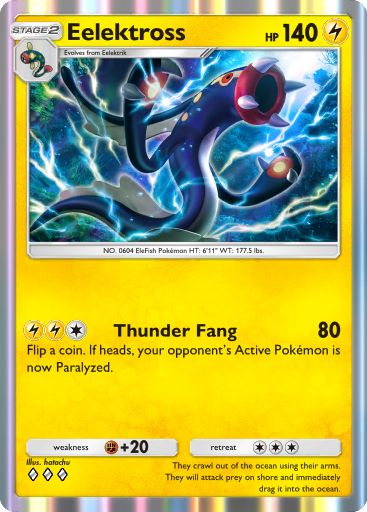 STAGE 2
Eelektross
HP 140
Evolves from Eelektrik
NO. 0604 EleFish Pokémon HT: 6'11" WT: 177.5 lbs.
Thunder Fang 80
Flip a coin. If heads, your opponent's Active Pokémon is
now Paralyzed.
weakness +20 retreat
Illus. hatachu
They crawl out of the ocean using their arms.
They will attack prey on shore and immediately
drag it into the ocean.